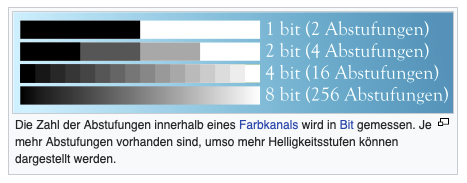 1 bit (2 Abstufungen)
2 bit (4 Abstufungen)
4 bit (16 Abstufungen)
8 bit (256 Abstufungen)
Die Zahl der Abstufungen innerhalb eines Farbkanals wird in Bit gemessen. Je
mehr Abstufungen vorhanden sind, umso mehr Helligkeitsstufen können
dargestellt werden.